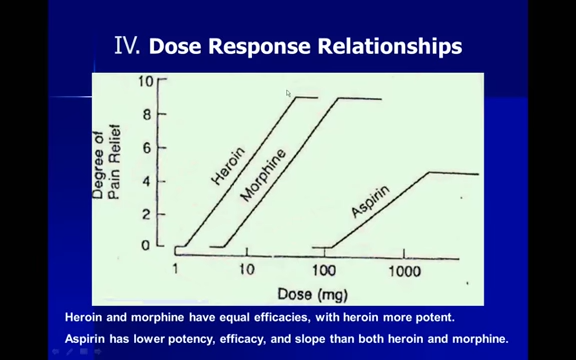 IV. Dose Response Relationships
10
8
6
4
2
0
Degree of
Pain Relief
Heroin
Morphine
Aspirin
1
10
100
1000
Dose (mg)
Heroin and morphine have equal efficacies, with heroin more potent.
Aspirin has lower potency, efficacy, and slope than both heroin and morphine.